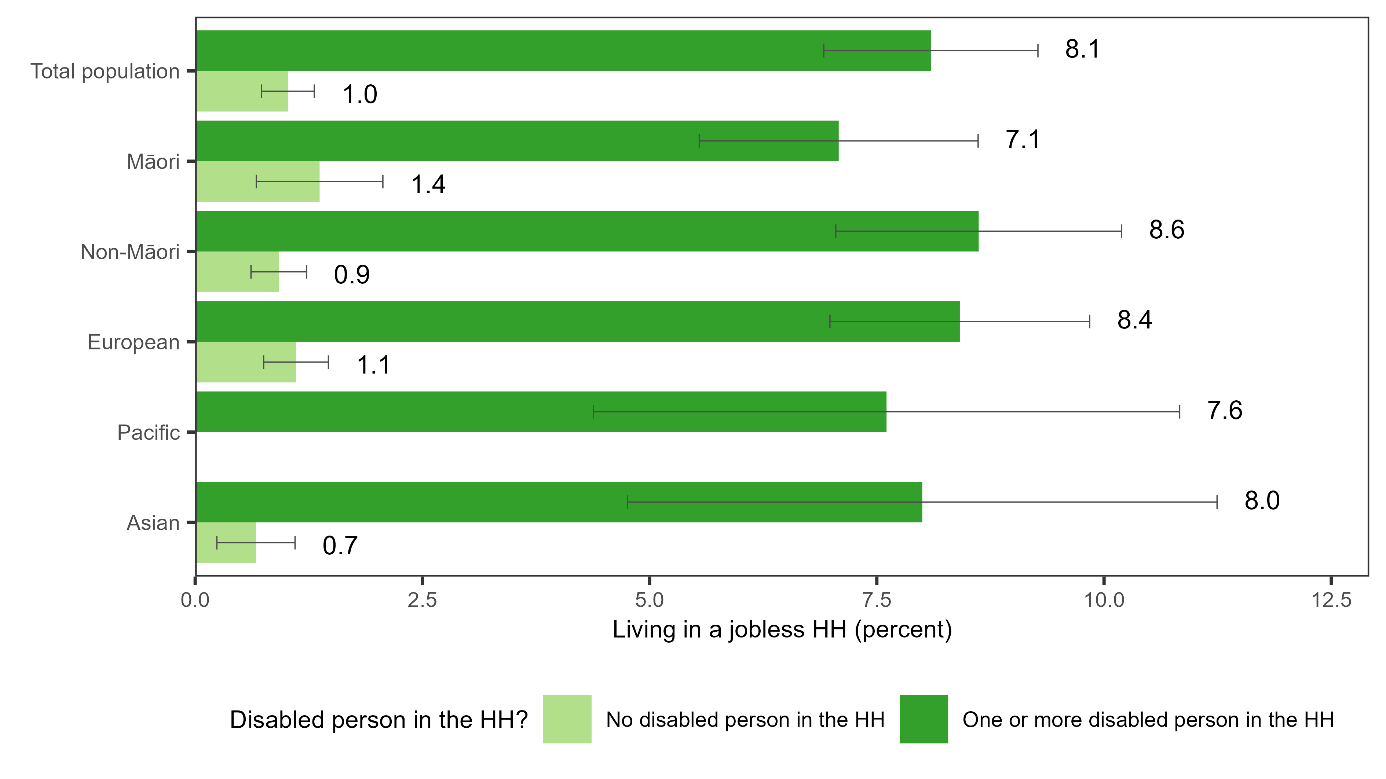 Total population
8.1
1.0
Māori
7.1
1.4
Non-Māori
8.6
0.9
European
8.4
1.1
Pacific
7.6
Asian
8.0
0.7
0.0 2.5 5.0 7.5 10.0 12.5
Living in a jobless HH (percent)
Disabled person in the HH? No disabled person in the HH One or more disabled person in the HH